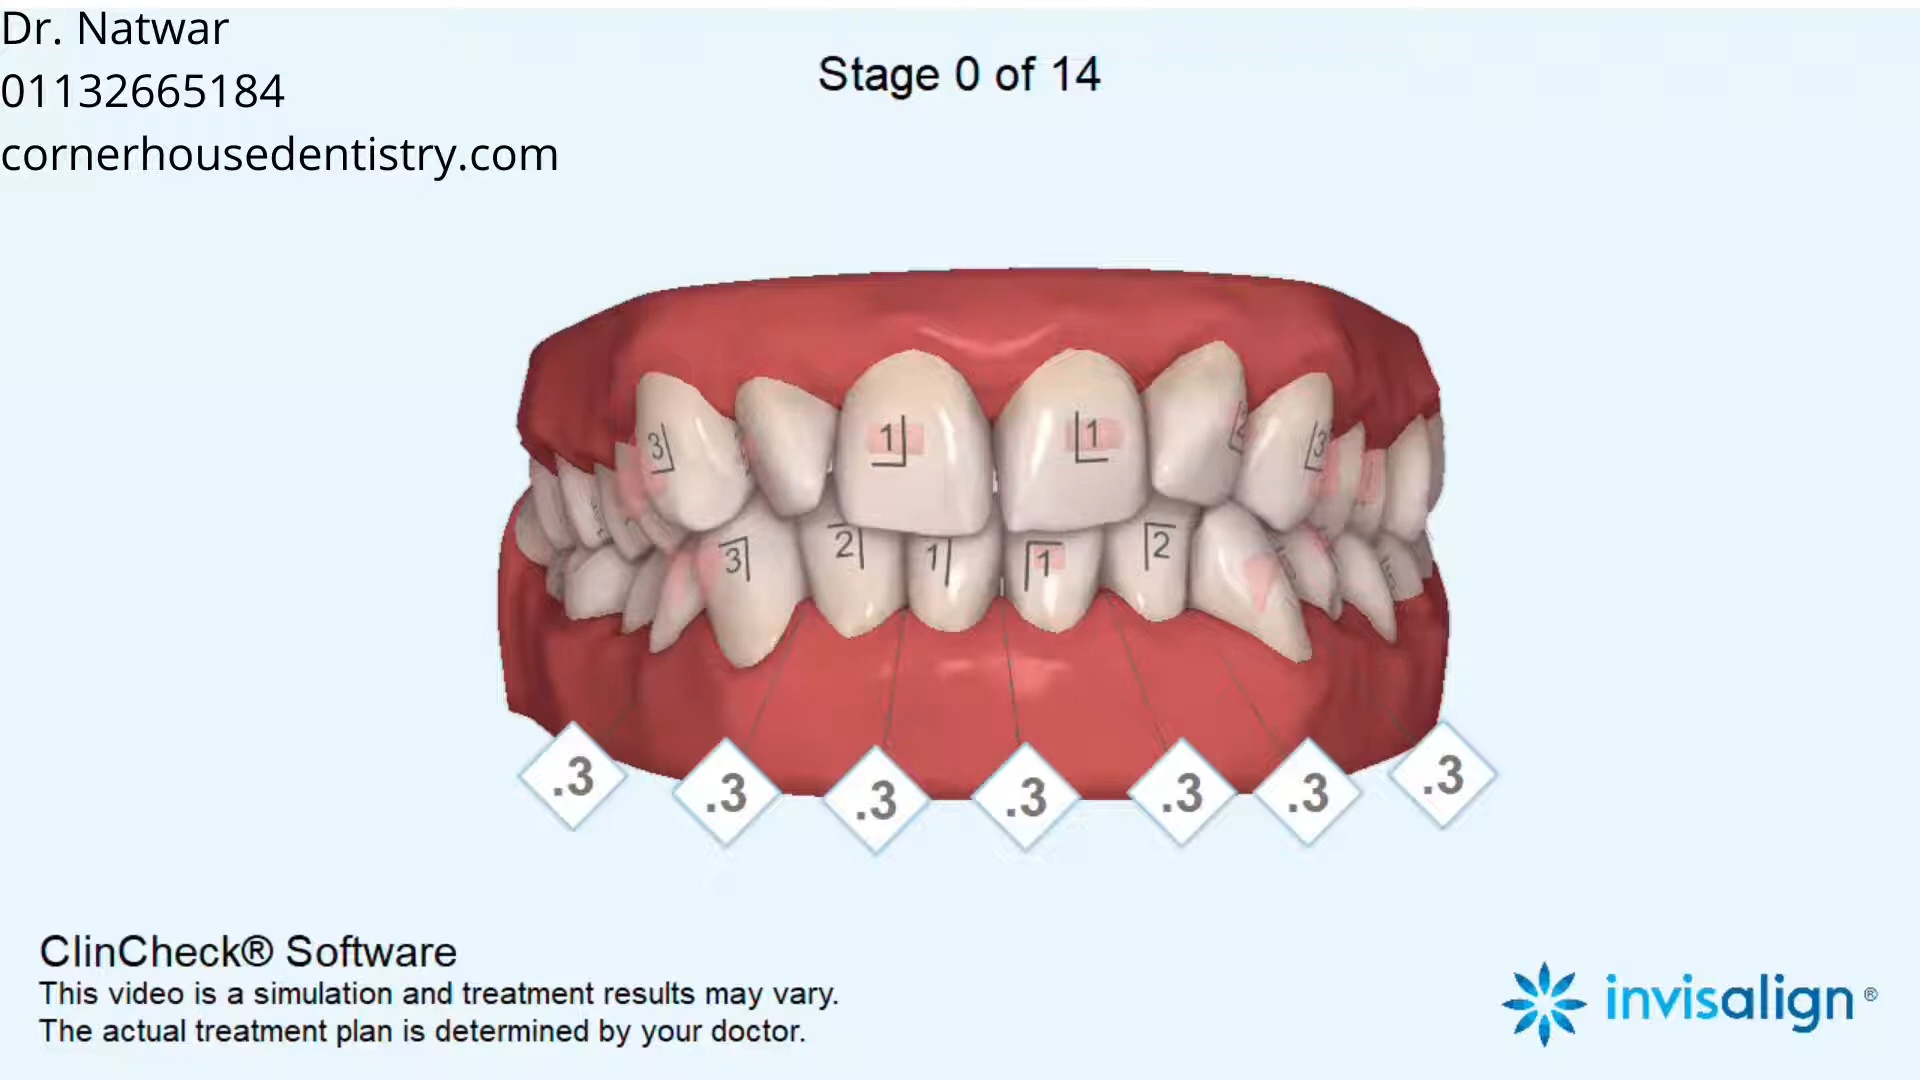 Dr. Natwar
01132665184
cornerhousedentistry.com
Stage 0 of 14
3 1 1 2 3
3 2 1 1 2
.3 .3 .3 .3 .3 .3 .3
ClinCheck® Software
This video is a simulation and treatment results may vary.
The actual treatment plan is determined by your doctor.
invisalign®